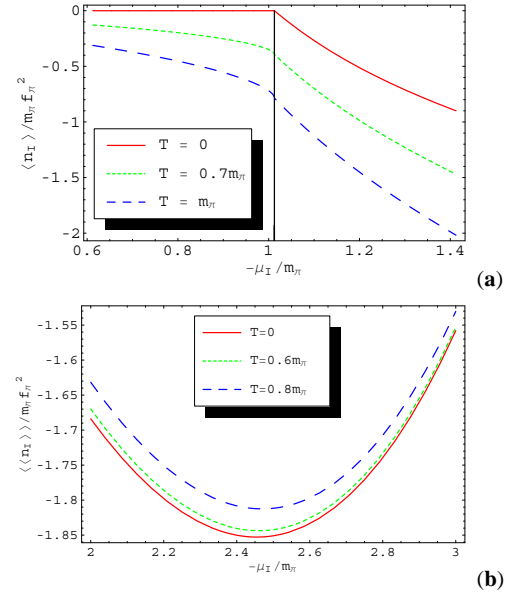 0
-0.5
-1
-1.5
-2
⟨n_I⟩/m_π f_π²
T = 0
T = 0.7m_π
T = m_π
0.6 0.8 1 1.2 1.4
-μ_I/m_π
(a)
-1.55
-1.6
-1.65
-1.7
-1.75
-1.8
-1.85
⟨⟨n_I⟩⟩/m_π f_π²
T=0
T=0.6m_π
T=0.8m_π
2 2.2 2.4 2.6 2.8 3
-μ_I/m_π
(b)